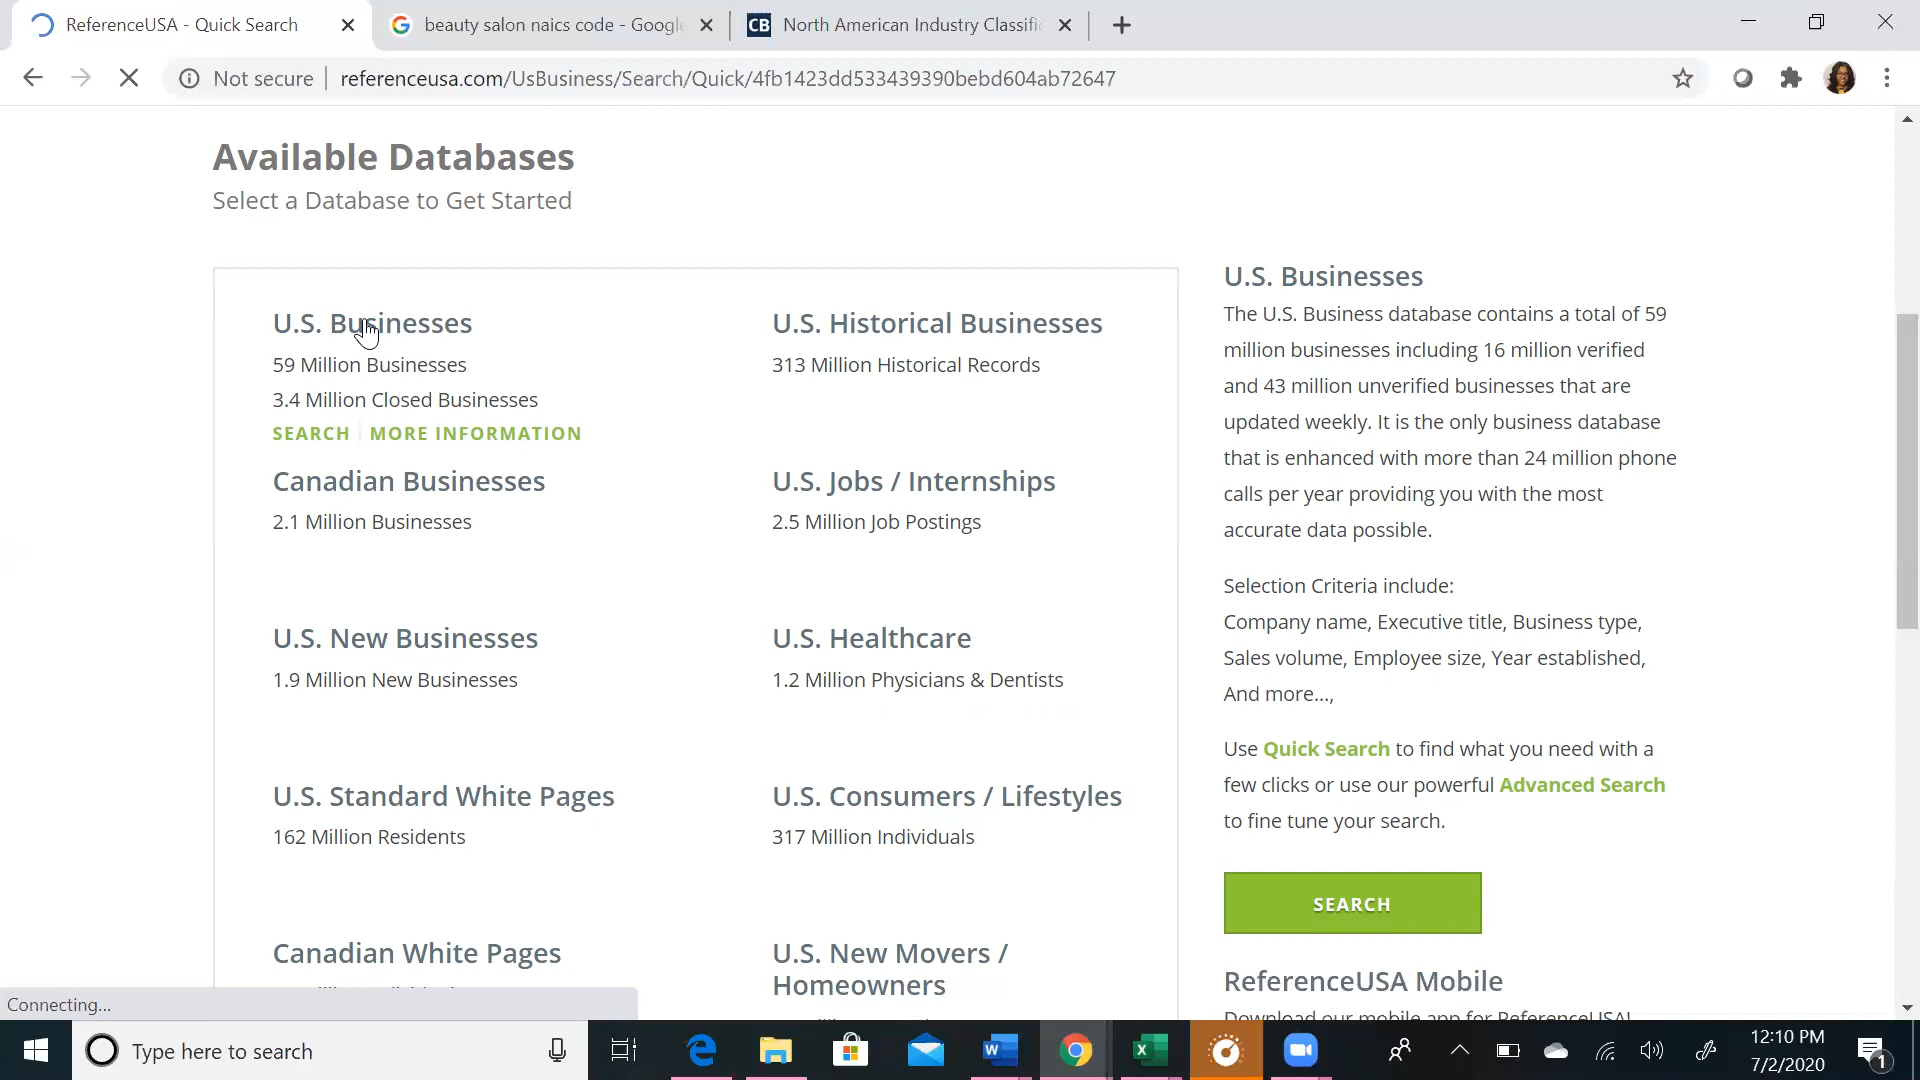 ReferenceUSA - Quick Search
beauty salon naics code - Google
North American Industry Classific
Not secure
referenceusa.com/UsBusiness/Search/Quick/4fb1423dd533439390bebd604ab72647
Available Databases
Select a Database to Get Started
U.S. Businesses
59 Million Businesses
3.4 Million Closed Businesses
SEARCH MORE INFORMATION
U.S. Historical Businesses
313 Million Historical Records
Canadian Businesses
2.1 Million Businesses
U.S. Jobs / Internships
2.5 Million Job Postings
U.S. New Businesses
1.9 Million New Businesses
U.S. Healthcare
1.2 Million Physicians & Dentists
U.S. Standard White Pages
162 Million Residents
U.S. Consumers / Lifestyles
317 Million Individuals
Canadian White Pages
U.S. New Movers /
Homeowners
U.S. Businesses
The U.S. Business database contains a total of 59
million businesses including 16 million verified
and 43 million unverified businesses that are
updated weekly. It is the only business database
that is enhanced with more than 24 million phone
calls per year providing you with the most
accurate data possible.
Selection Criteria include:
Company name, Executive title, Business type,
Sales volume, Employee size, Year established,
And more...,
Use Quick Search to find what you need with a
few clicks or use our powerful Advanced Search
to fine tune your search.
SEARCH
ReferenceUSA Mobile
Download our mobile app for ReferenceUSA!
Connecting...
Type here to search
12:10 PM
7/2/2020
1